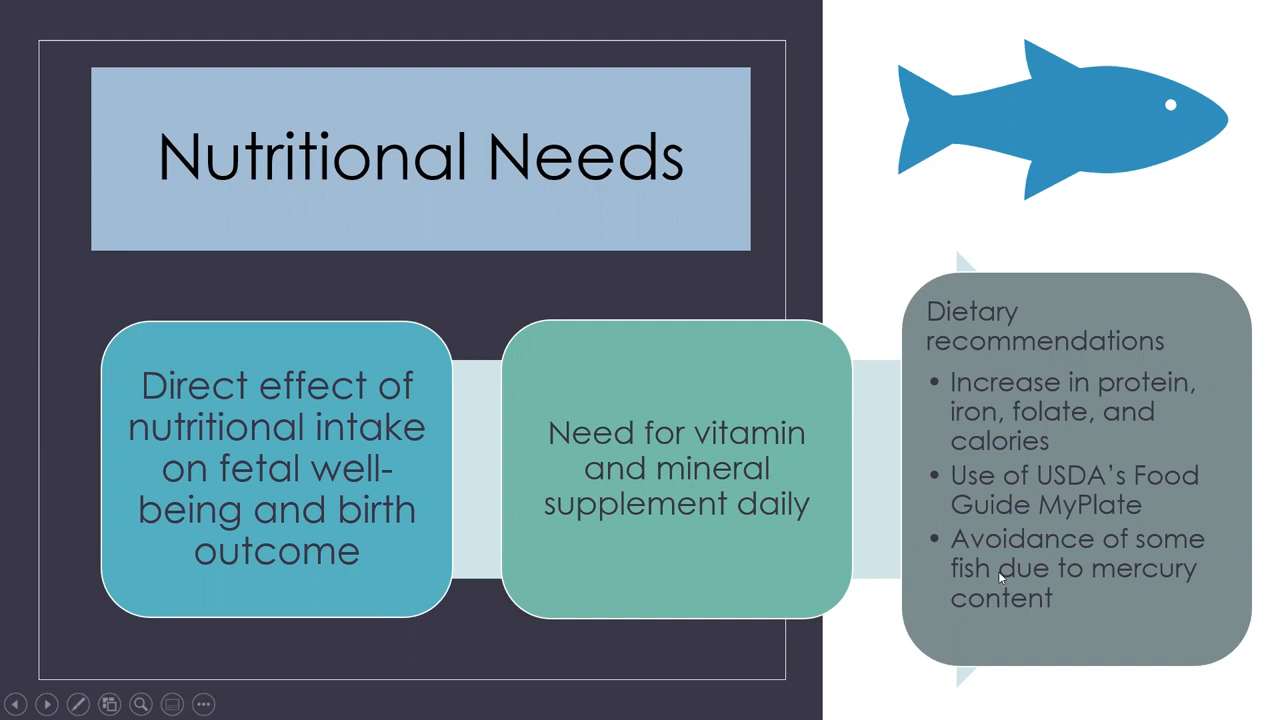 Nutritional Needs
Direct effect of
nutritional intake
on fetal well-
being and birth
outcome
Need for vitamin
and mineral
supplement daily
Dietary
recommendations
• Increase in protein,
iron, folate, and
calories
• Use of USDA’s Food
Guide MyPlate
• Avoidance of some
fish due to mercury
content